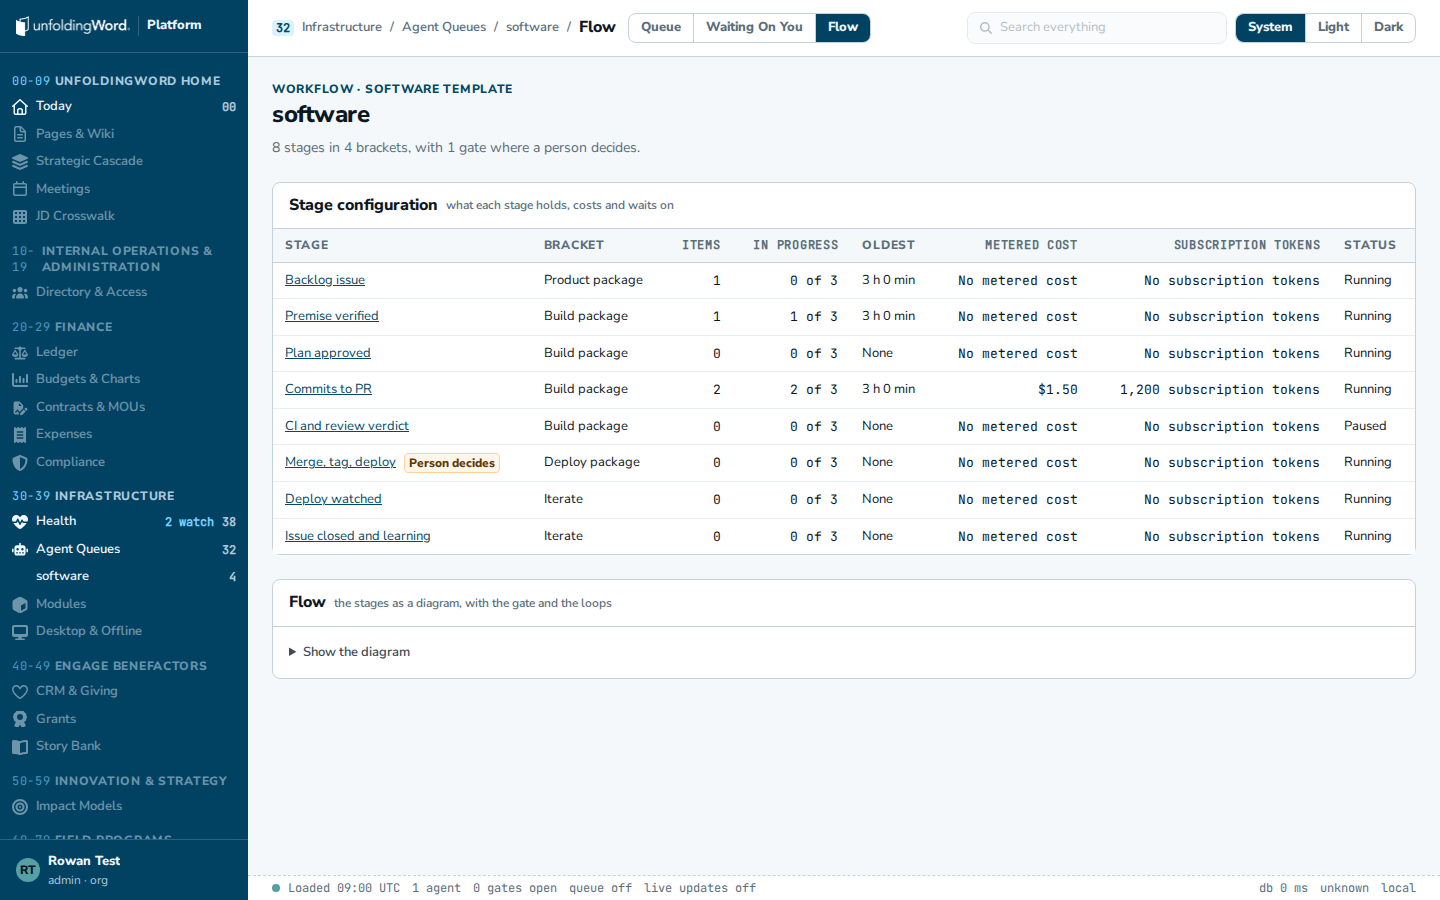 unfoldingWord. Platform
00-09 UNFOLDINGWORD HOME
Today 00
Pages & Wiki
Strategic Cascade
Meetings
JD Crosswalk
10-19 INTERNAL OPERATIONS & ADMINISTRATION
Directory & Access
20-29 FINANCE
Ledger
Budgets & Charts
Contracts & MOUs
Expenses
Compliance
30-39 INFRASTRUCTURE
Health 2 watch 38
Agent Queues 32
software 4
Modules
Desktop & Offline
40-49 ENGAGE BENEFACTORS
CRM & Giving
Grants
Story Bank
50-59 INNOVATION & STRATEGY
Impact Models
RT Rowan Test
admin · org
32 Infrastructure / Agent Queues / software / Flow Queue Waiting On You Flow Search everything System Light Dark
WORKFLOW · SOFTWARE TEMPLATE
software
8 stages in 4 brackets, with 1 gate where a person decides.
Stage configuration what each stage holds, costs and waits on
STAGE BRACKET ITEMS IN PROGRESS OLDEST METERED COST SUBSCRIPTION TOKENS STATUS
Backlog issue Product package 1 0 of 3 3 h 0 min No metered cost No subscription tokens Running
Premise verified Build package 1 1 of 3 3 h 0 min No metered cost No subscription tokens Running
Plan approved Build package 0 0 of 3 None No metered cost No subscription tokens Running
Commits to PR Build package 2 2 of 3 3 h 0 min $1.50 1,200 subscription tokens Running
CI and review verdict Build package 0 0 of 3 None No metered cost No subscription tokens Paused
Merge, tag, deploy Person decides Deploy package 0 0 of 3 None No metered cost No subscription tokens Running
Deploy watched Iterate 0 0 of 3 None No metered cost No subscription tokens Running
Issue closed and learning Iterate 0 0 of 3 None No metered cost No subscription tokens Running
Flow the stages as a diagram, with the gate and the loops
Show the diagram
Loaded 09:00 UTC 1 agent 0 gates open queue off live updates off db 0 ms unknown local